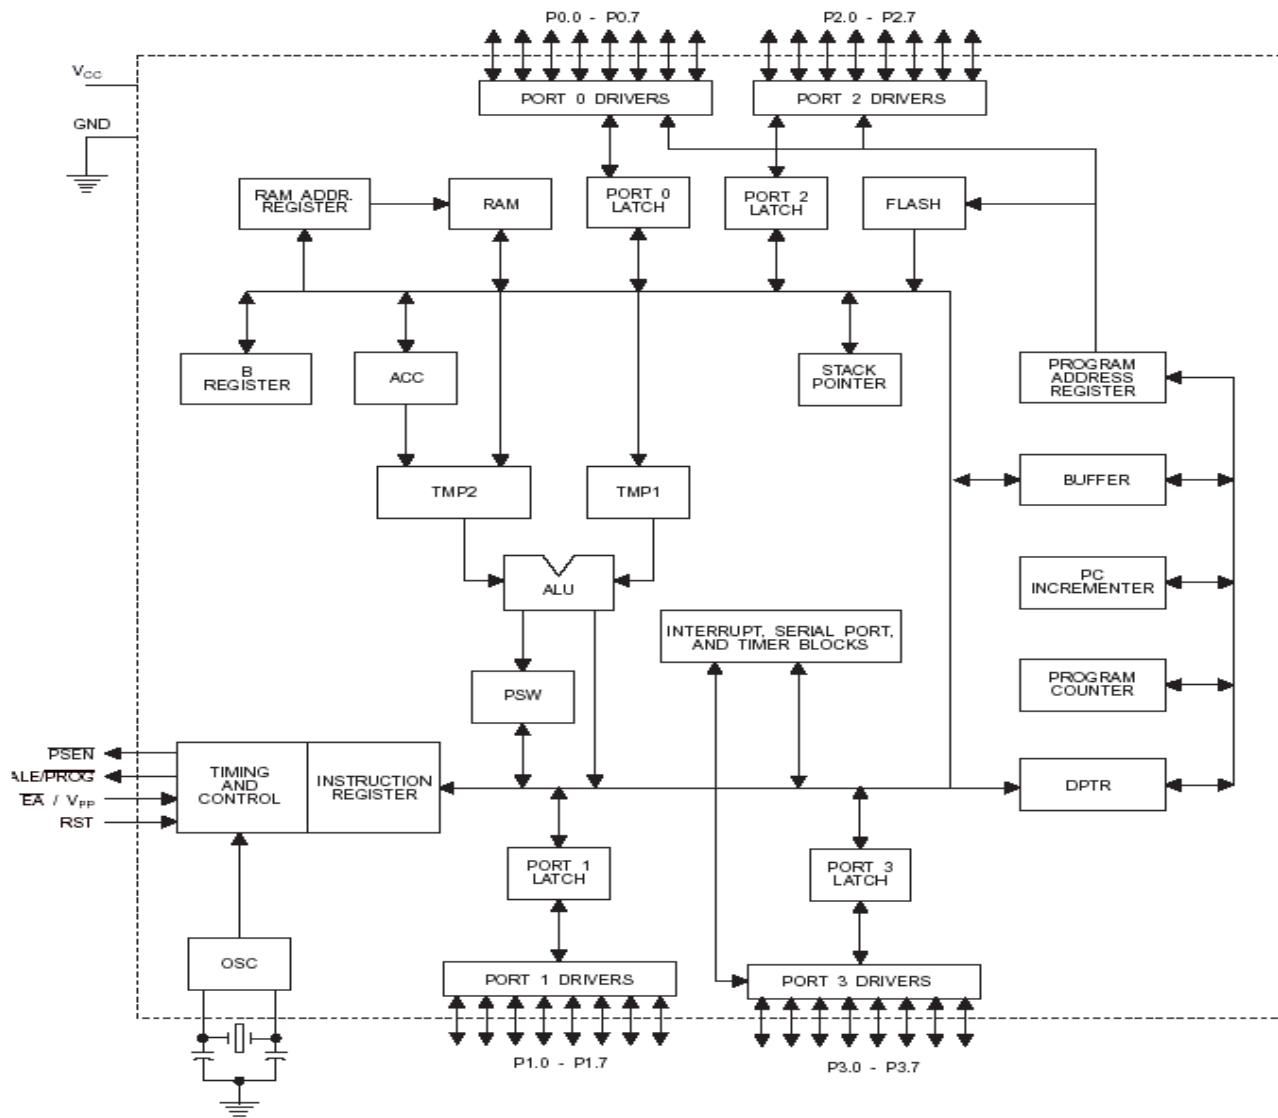 P0.0 - P0.7
P2.0 - P2.7
VCC
GND
PORT 0 DRIVERS
PORT 2 DRIVERS
RAM ADDR.
REGISTER
RAM
PORT 0
LATCH
PORT 2
LATCH
FLASH
B
REGISTER
ACC
STACK
POINTER
PROGRAM
ADDRESS
REGISTER
TMP2
TMP1
BUFFER
ALU
PC
INCREMENTER
INTERRUPT, SERIAL PORT,
AND TIMER BLOCKS
PSW
PROGRAM
COUNTER
PSEN
ALE/PROG
EA / VPP
RST
TIMING
AND
CONTROL
INSTRUCTION
REGISTER
DPTR
PORT 1
LATCH
PORT 3
LATCH
OSC
PORT 1 DRIVERS
PORT 3 DRIVERS
P1.0 - P1.7
P3.0 - P3.7